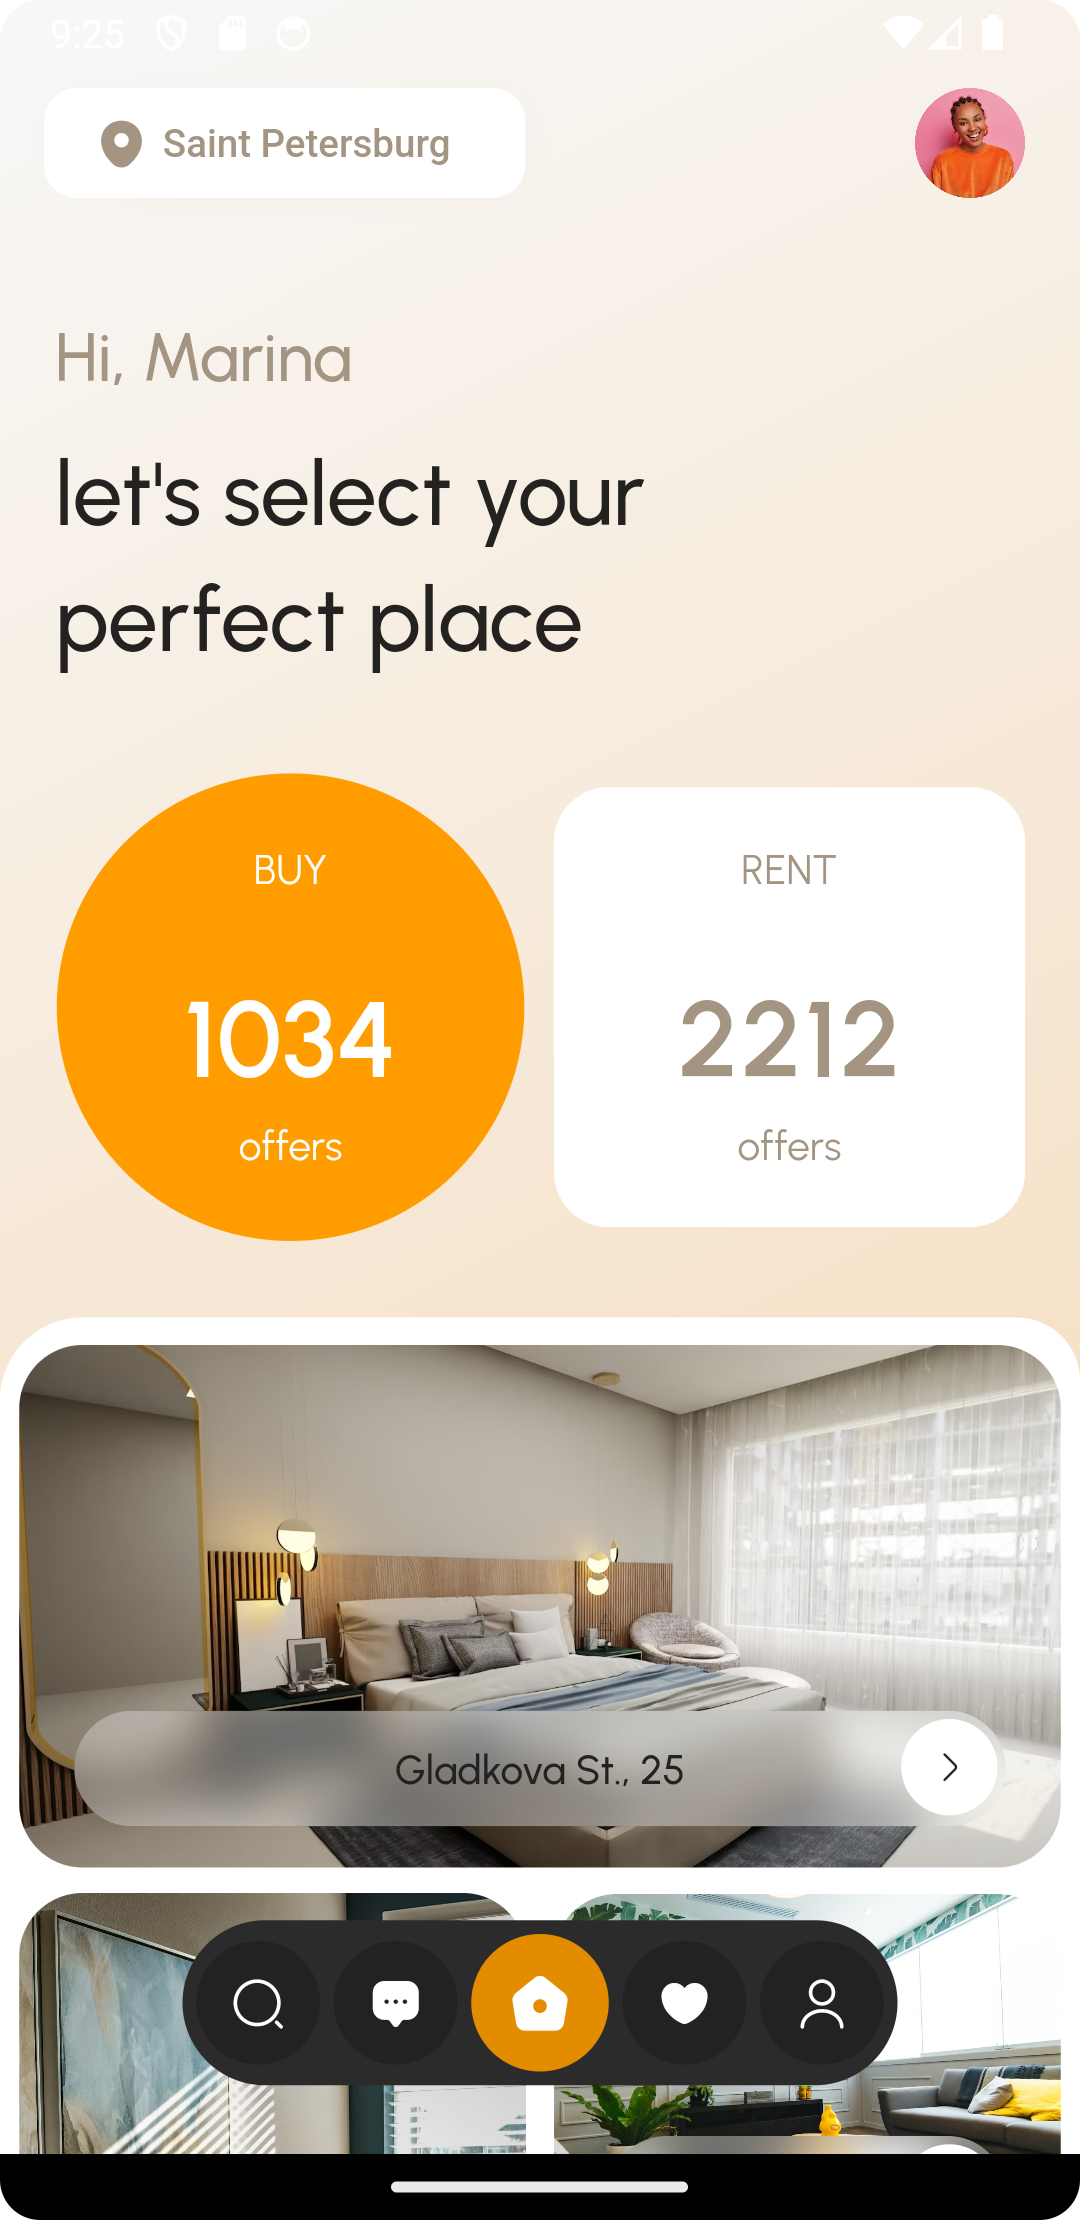 9:25
Saint Petersburg
Hi, Marina
let's select your
perfect place
BUY
1034
offers
RENT
2212
offers
Gladkova St., 25